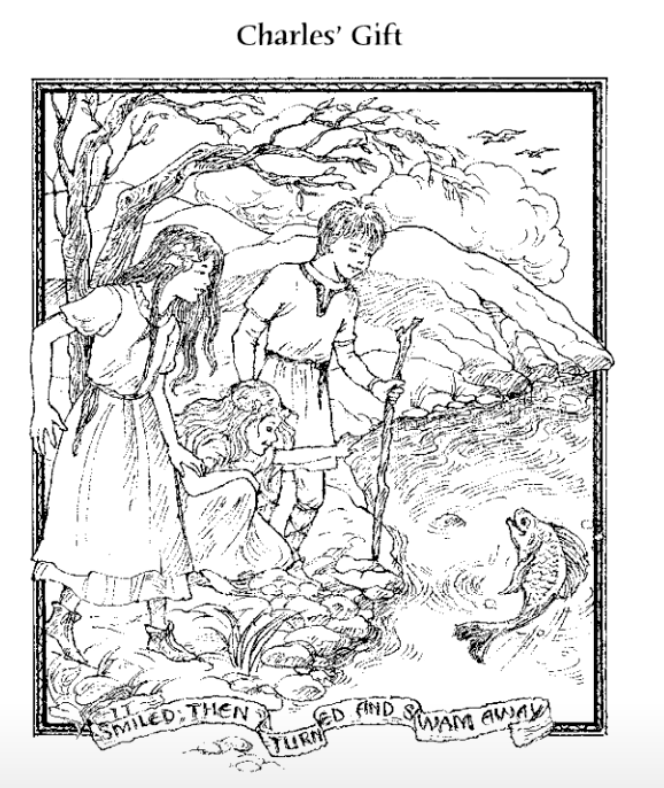 Charles’ Gift
IT
SMILED: THEN TURNED AND SWAM AWAY